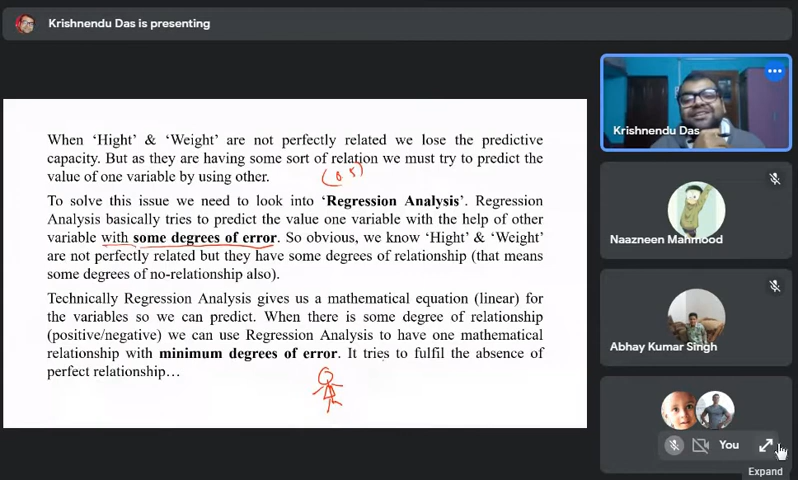 Krishnendu Das is presenting
When ‘Hight’ & ‘Weight’ are not perfectly related we lose the predictive
capacity. But as they are having some sort of relation we must try to predict the
value of one variable by using other.
To solve this issue we need to look into ‘Regression Analysis’. Regression
Analysis basically tries to predict the value one variable with the help of other
variable with some degrees of error. So obvious, we know ‘Hight’ & ‘Weight’
are not perfectly related but they have some degrees of relationship (that means
some degrees of no-relationship also).
Technically Regression Analysis gives us a mathematical equation (linear) for
the variables so we can predict. When there is some degree of relationship
(positive/negative) we can use Regression Analysis to have one mathematical
relationship with minimum degrees of error. It tries to fulfil the absence of
perfect relationship…
Krishnendu Das
Naazneen Mahmood
Abhay Kumar Singh
You
Expand